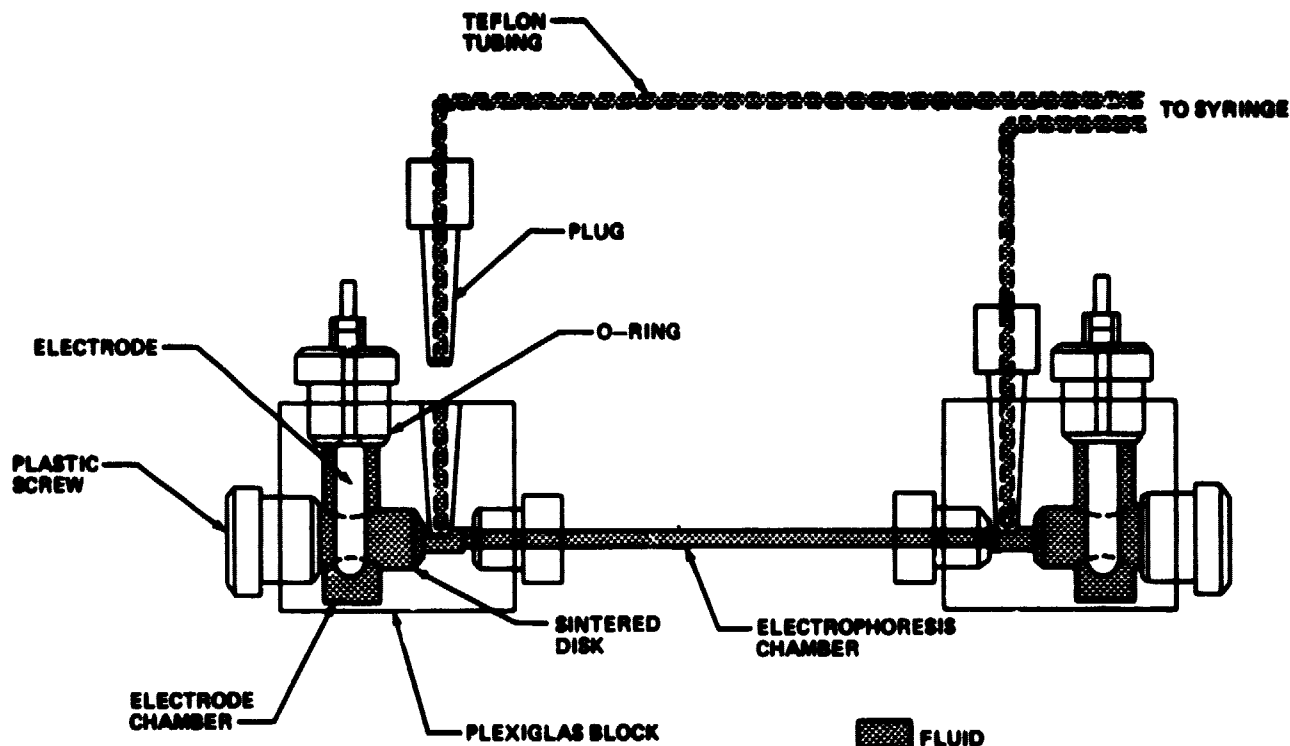 TEFLON
TUBING
TO SYRINGE
PLUG
O-RING
ELECTRODE
PLASTIC
SCREW
SINTERED
DISK
ELECTROPHORESIS
CHAMBER
ELECTRODE
CHAMBER
PLEXIGLAS BLOCK
FLUID